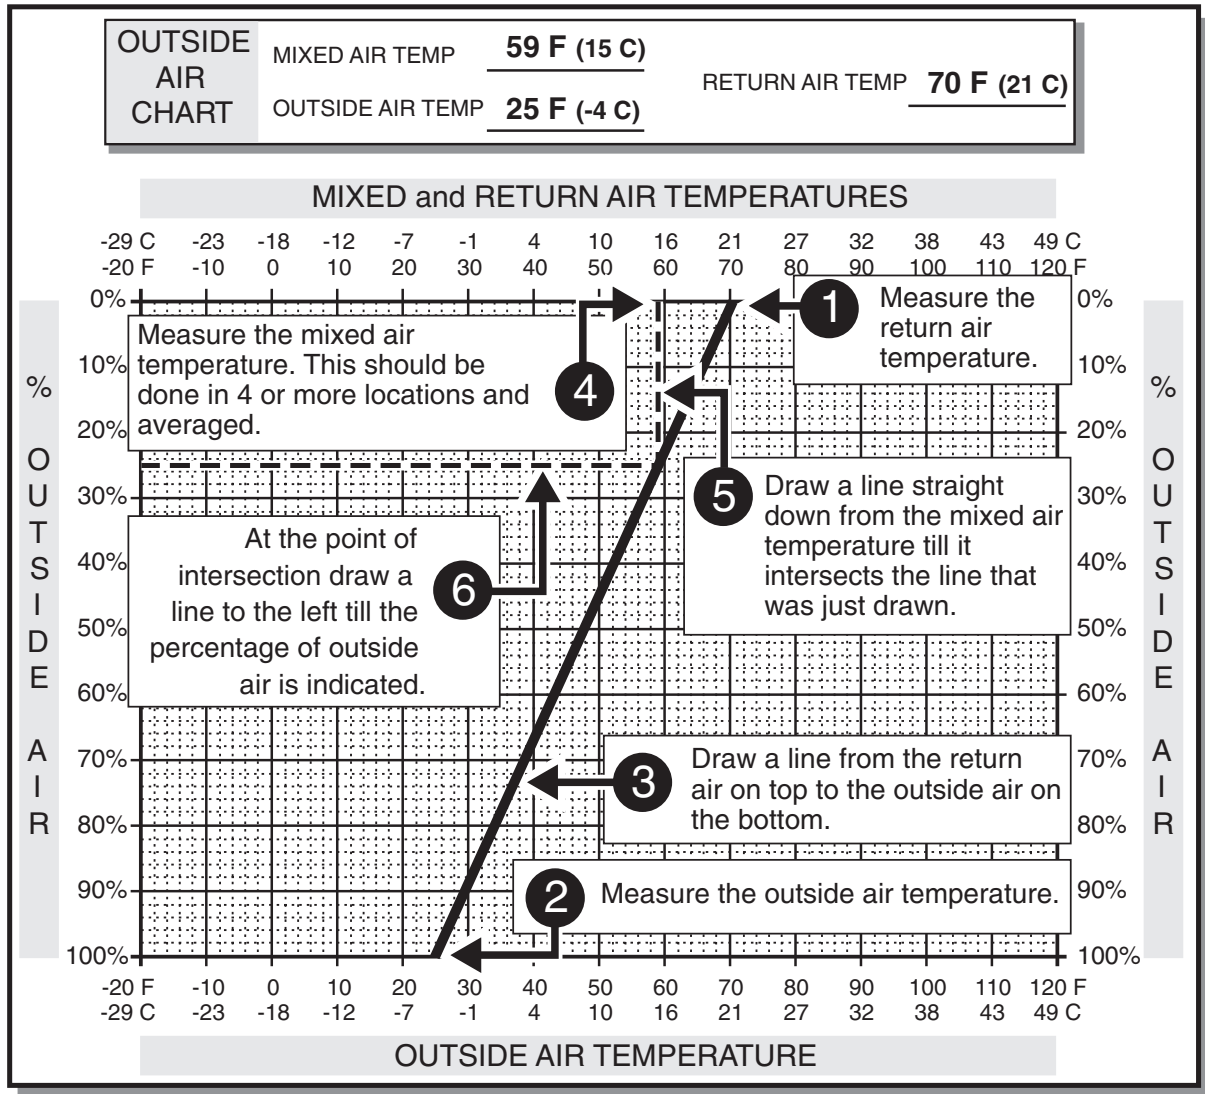 OUTSIDE
AIR
CHART
MIXED AIR TEMP 59 F (15 C)
OUTSIDE AIR TEMP 25 F (-4 C)
RETURN AIR TEMP 70 F (21 C)
MIXED and RETURN AIR TEMPERATURES
-29 C -23 -18 -12 -7 -1 4 10 16 21 27 32 38 43 49 C
-20 F -10 0 10 20 30 40 50 60 70 80 90 100 110 120 F
% OUTSIDE AIR
0%
10%
20%
30%
40%
50%
60%
70%
80%
90%
100%
1
Measure the
return air
temperature.
Measure the mixed air
temperature. This should be
done in 4 or more locations and
averaged.
4
5
Draw a line straight
down from the mixed air
temperature till it
intersects the line that
was just drawn.
At the point of
intersection draw a
line to the left till the
percentage of outside
air is indicated.
6
3
Draw a line from the return
air on top to the outside air on
the bottom.
2
Measure the outside air temperature.
0%
10%
20%
30%
40%
50%
60%
70%
80%
90%
100%
% OUTSIDE AIR
-20 F -10 0 10 20 30 40 50 60 70 80 90 100 110 120 F
-29 C -23 -18 -12 -7 -1 4 10 16 21 27 32 38 43 49 C
OUTSIDE AIR TEMPERATURE